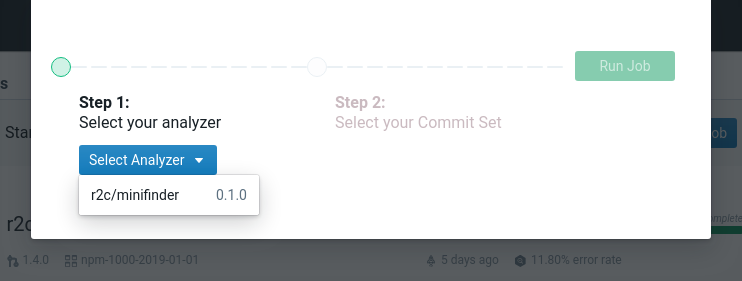 Run Job
s
Step 1:
Select your analyzer
Step 2:
Select your Commit Set
Star
ob
Select Analyzer
r2c/minifinder 0.1.0
r2c
mplete
1.4.0 npm-1000-2019-01-01 5 days ago 11.80% error rate